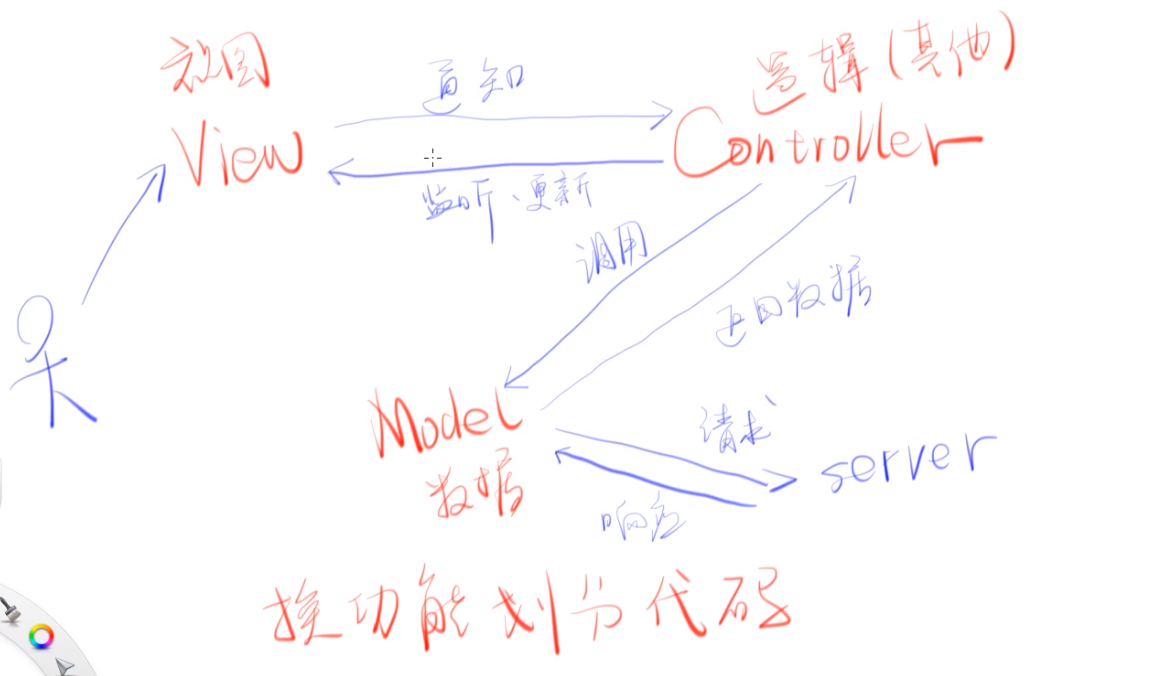 视图
View
通知
监听、更新
逻辑(其他)
Controller
调用
返回数据
Model
数据
请求
响应
server
按功能划分代码